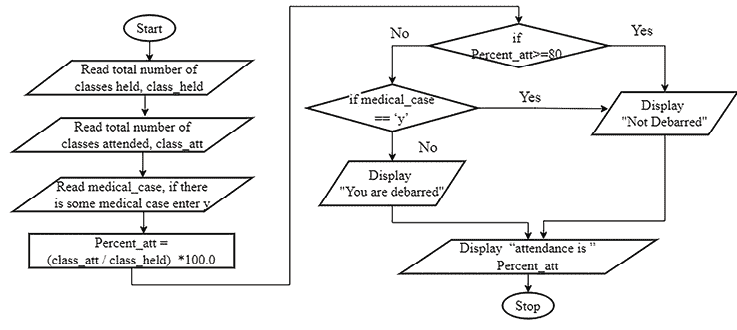 Start
Read total number of
classes held, class_held
Read total number of
classes attended, class_att
Read medical_case, if there
is some medical case enter y
Percent_att =
(class_att / class_held) *100.0
if
Percent_att>=80
No
Yes
if medical_case
== ‘y’
Yes
No
Display
"Not Debarred"
Display
"You are debarred"
Display “attendance is ”
Percent_att
Stop